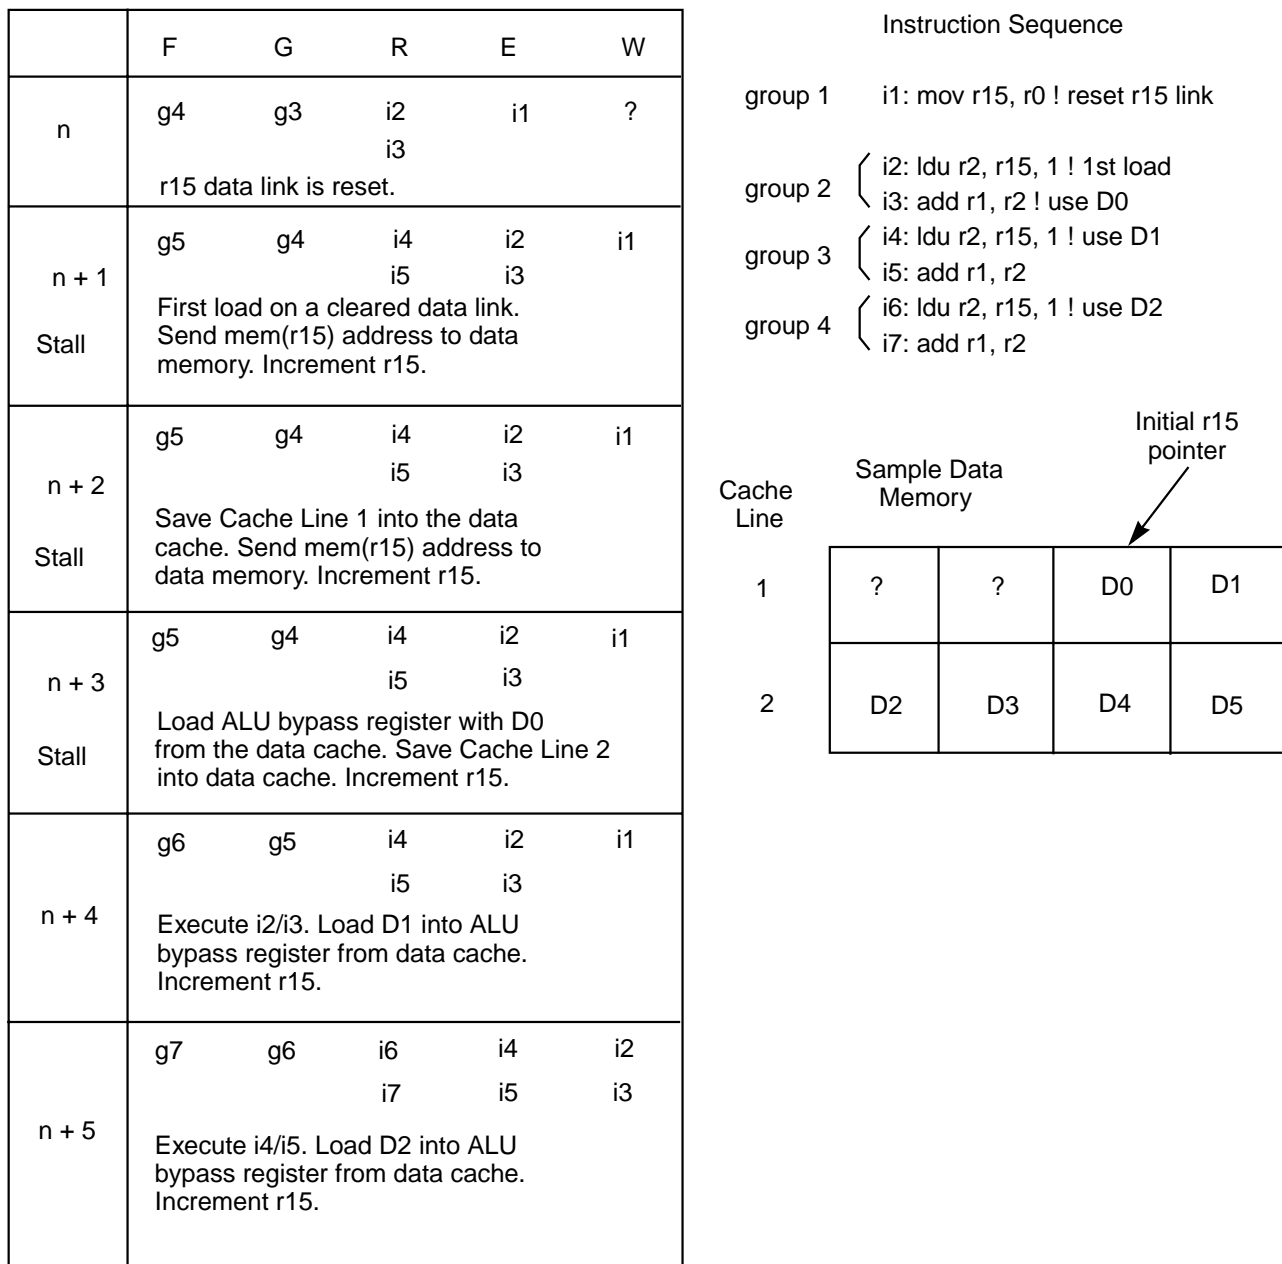 F G R E W
n
g4 g3 i2 i1 ?
i3
r15 data link is reset.
n + 1
Stall
g5 g4 i4 i2 i1
i5 i3
First load on a cleared data link.
Send mem(r15) address to data
memory. Increment r15.
n + 2
Stall
g5 g4 i4 i2 i1
i5 i3
Save Cache Line 1 into the data
cache. Send mem(r15) address to
data memory. Increment r15.
n + 3
Stall
g5 g4 i4 i2 i1
i5 i3
Load ALU bypass register with D0
from the data cache. Save Cache Line 2
into data cache. Increment r15.
n + 4
g6 g5 i4 i2 i1
i5 i3
Execute i2/i3. Load D1 into ALU
bypass register from data cache.
Increment r15.
n + 5
g7 g6 i6 i4 i2
i7 i5 i3
Execute i4/i5. Load D2 into ALU
bypass register from data cache.
Increment r15.
Instruction Sequence
group 1 i1: mov r15, r0 ! reset r15 link
group 2
i2: ldu r2, r15, 1 ! 1st load
i3: add r1, r2 ! use D0
group 3
i4: ldu r2, r15, 1 ! use D1
i5: add r1, r2
group 4
i6: ldu r2, r15, 1 ! use D2
i7: add r1, r2
Initial r15
pointer
Sample Data
Memory
Cache
Line
1 ? ? D0 D1
2 D2 D3 D4 D5